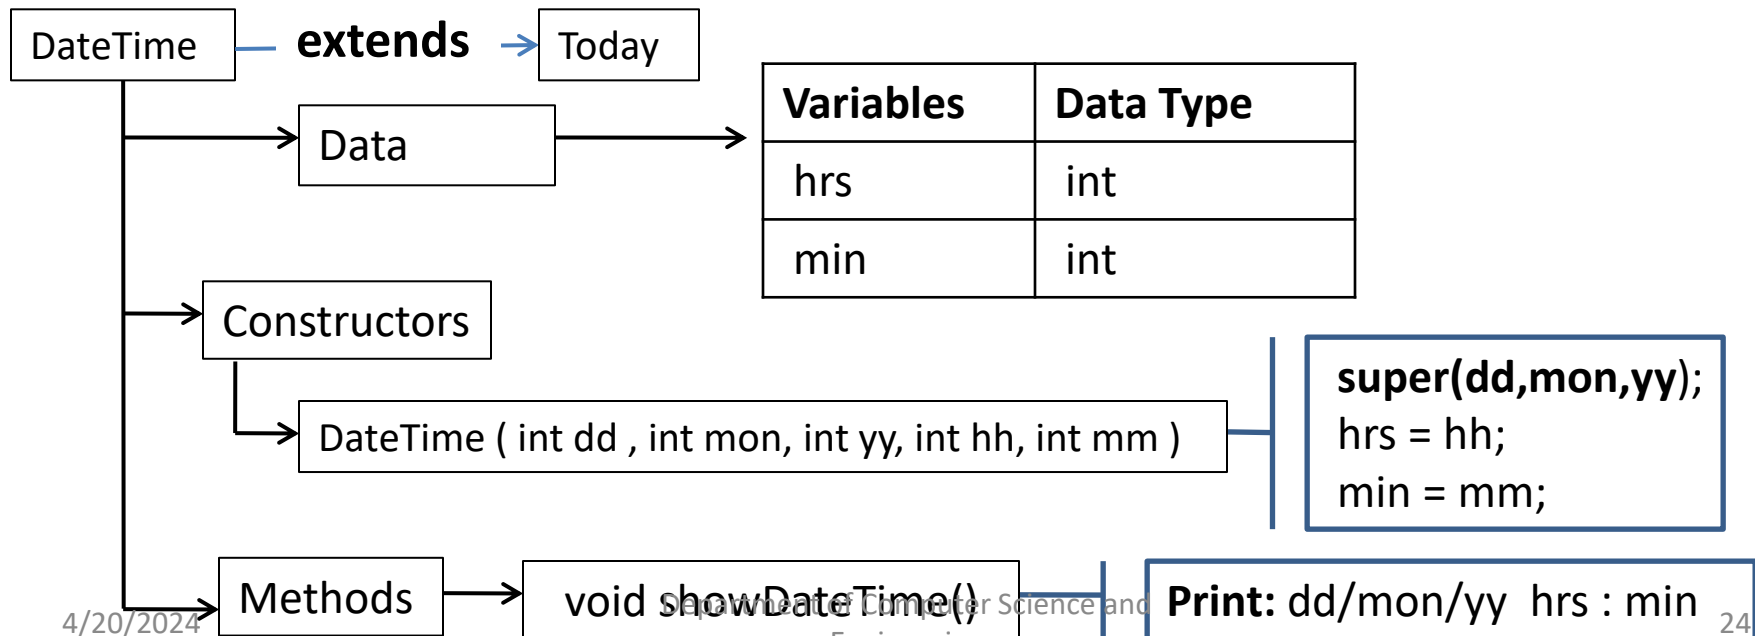 DateTime extends Today
Data
Variables Data Type
hrs int
min int
Constructors
DateTime ( int dd , int mon, int yy, int hh, int mm )
super(dd,mon,yy);
hrs = hh;
min = mm;
Methods
void showDateTime()
Print: dd/mon/yy hrs : min
4/20/2024
Department of Computer Science and
24